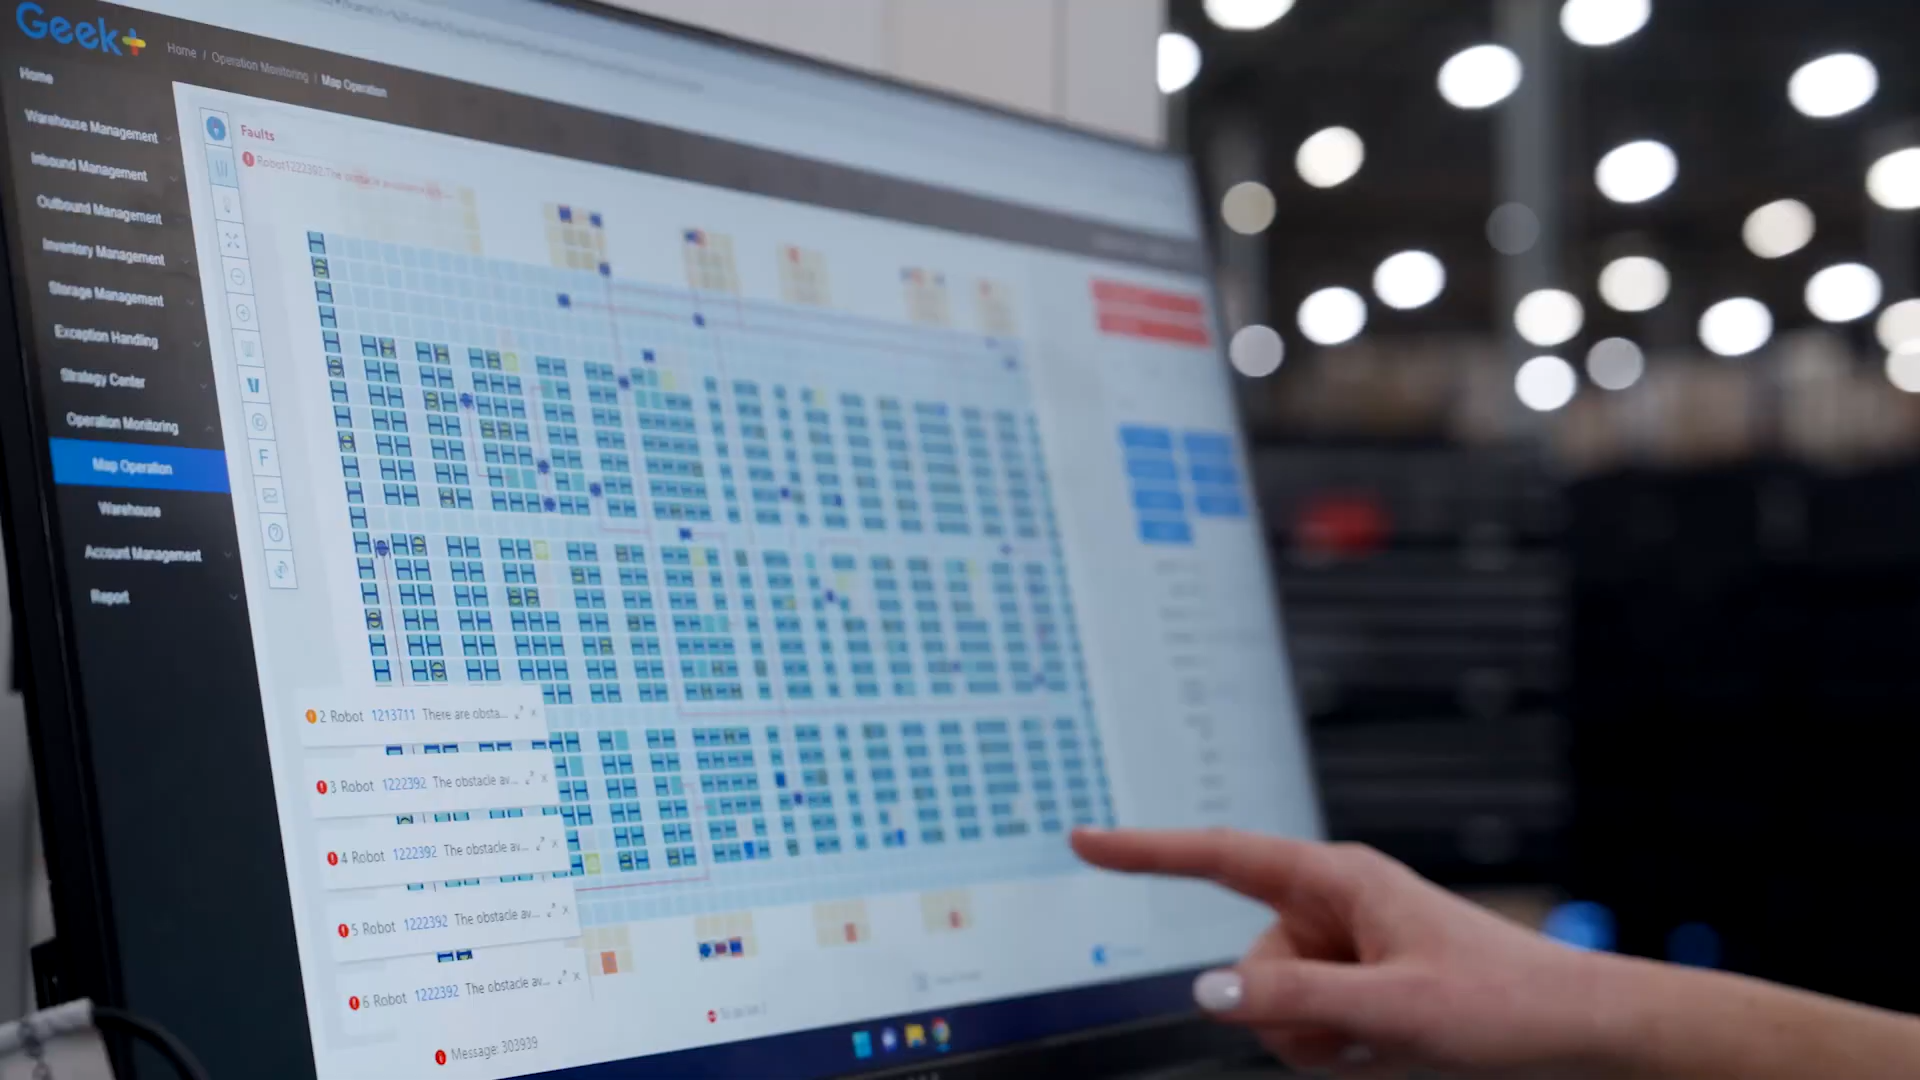 Geek+
Home / Operation Monitoring / Map Operation
Home
Warehouse Management
Inbound Management
Outbound Management
Inventory Management
Storage Management
Exception Handling
Strategy Center
Operation Monitoring
Map Operation
Warehouse
Account Management
Report
Faults
Robot1222392:The obstacle
F
2 Robot 1213711 There are obsta...
3 Robot 1222392 The obstacle av...
4 Robot 1222392 The obstacle av...
5 Robot 1222392 The obstacle av...
6 Robot 1222392 The obstacle av...
Message: 303939